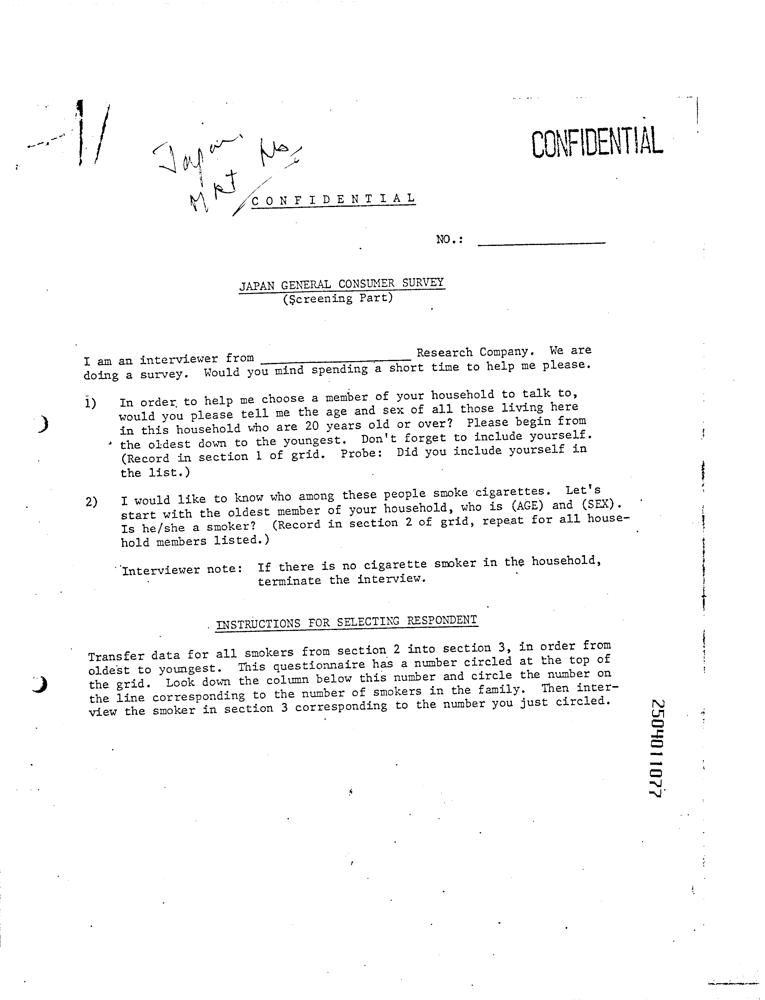 CONFIDENTIAL
Japan
MRT
CONFIDENTIAL
NO.: ____________
JAPAN GENERAL CONSUMER SURVEY
(Screening Part)
I am an interviewer from ____________ Research Company. We are
doing a survey. Would you mind spending a short time to help me please.
1) In order to help me choose a member of your household to talk to,
would you please tell me the age and sex of all those living here
in this household who are 20 years old or over? Please begin from
the oldest down to the youngest. Don't forget to include yourself.
(Record in section 1 of grid. Probe: Did you include yourself in
the list.)
2) I would like to know who among these people smoke cigarettes. Let's
start with the oldest member of your household, who is (AGE) and (SEX).
Is he/she a smoker? (Record in section 2 of grid, repeat for all house-
hold members listed.)
Interviewer note: If there is no cigarette smoker in the household,
terminate the interview.
INSTRUCTIONS FOR SELECTING RESPONDENT
Transfer data for all smokers from section 2 into section 3, in order from
oldest to youngest. This questionnaire has a number circled at the top of
the grid. Look down the column below this number and circle the number on
the line corresponding to the number of smokers in the family. Then inter-
view the smoker in section 3 corresponding to the number you just circled.
2504011077